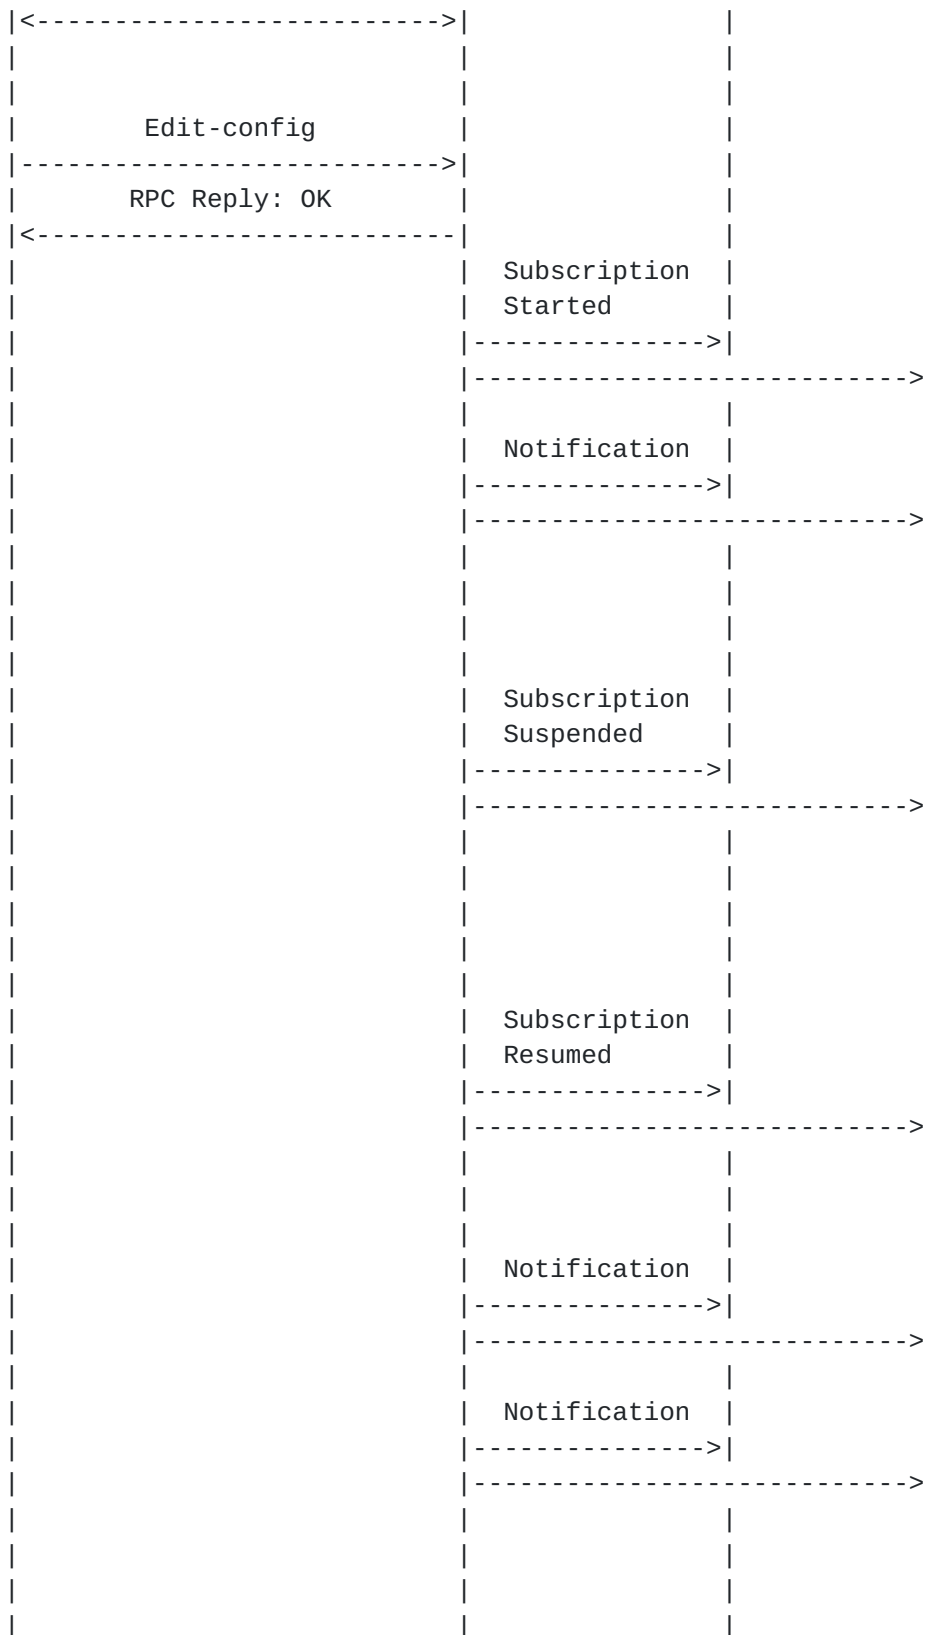 |<--------------------------->|                |
|                             |                |
|                             |                |
|        Edit-config          |                |
|--------------------------->|                |
|       RPC Reply: OK         |                |
|<---------------------------|                |
|                             |  Subscription  |
|                             |  Started       |
|                             |--------------->|
|                             |---------------------------->
|                             |                |
|                             |  Notification  |
|                             |--------------->|
|                             |---------------------------->
|                             |                |
|                             |                |
|                             |                |
|                             |                |
|                             |  Subscription  |
|                             |  Suspended     |
|                             |--------------->|
|                             |---------------------------->
|                             |                |
|                             |                |
|                             |                |
|                             |                |
|                             |                |
|                             |  Subscription  |
|                             |  Resumed       |
|                             |--------------->|
|                             |---------------------------->
|                             |                |
|                             |                |
|                             |                |
|                             |  Notification  |
|                             |--------------->|
|                             |---------------------------->
|                             |                |
|                             |  Notification  |
|                             |--------------->|
|                             |---------------------------->
|                             |                |
|                             |                |
|                             |                |
|                             |                |